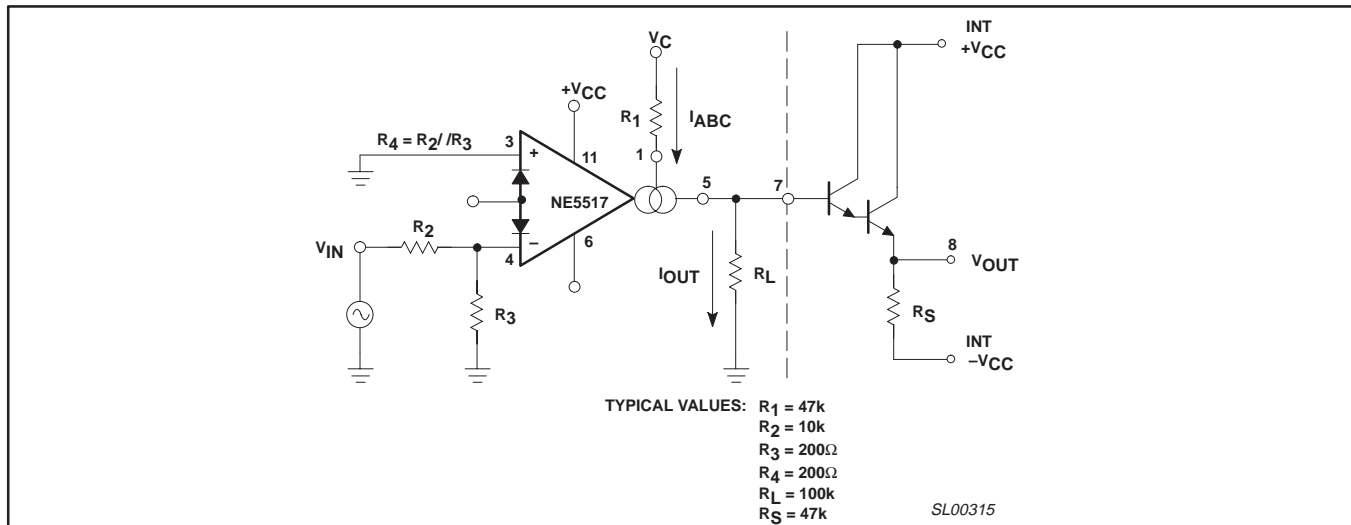 INT
+VCC
VC
+VCC
R1
IABC
R4 = R2/ /R3
3
+
11
1
5
7
NE5517
VIN
R2
–
4
6
8
VOUT
IOUT
RL
R3
RS
INT
–VCC
TYPICAL VALUES: R1 = 47k
R2 = 10k
R3 = 200Ω
R4 = 200Ω
RL = 100k
RS = 47k
SL00315